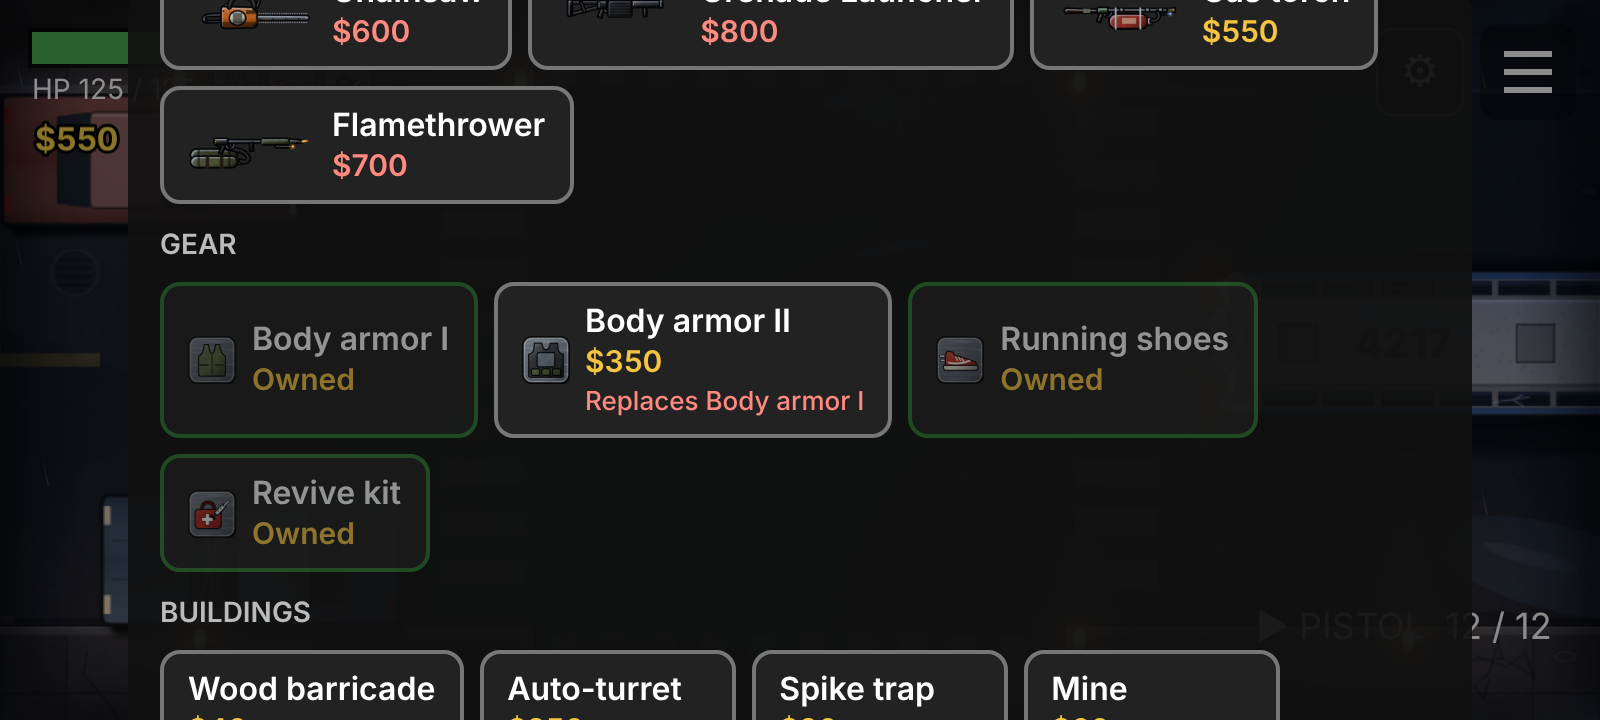 $600
$800
$550
HP 125
$550
Flamethrower
$700
GEAR
Body armor I
Owned
Body armor II
$350
Replaces Body armor I
Running shoes
Owned
4217
Revive kit
Owned
BUILDINGS
PISTOL 12 / 12
Wood barricade
Auto-turret
Spike trap
Mine